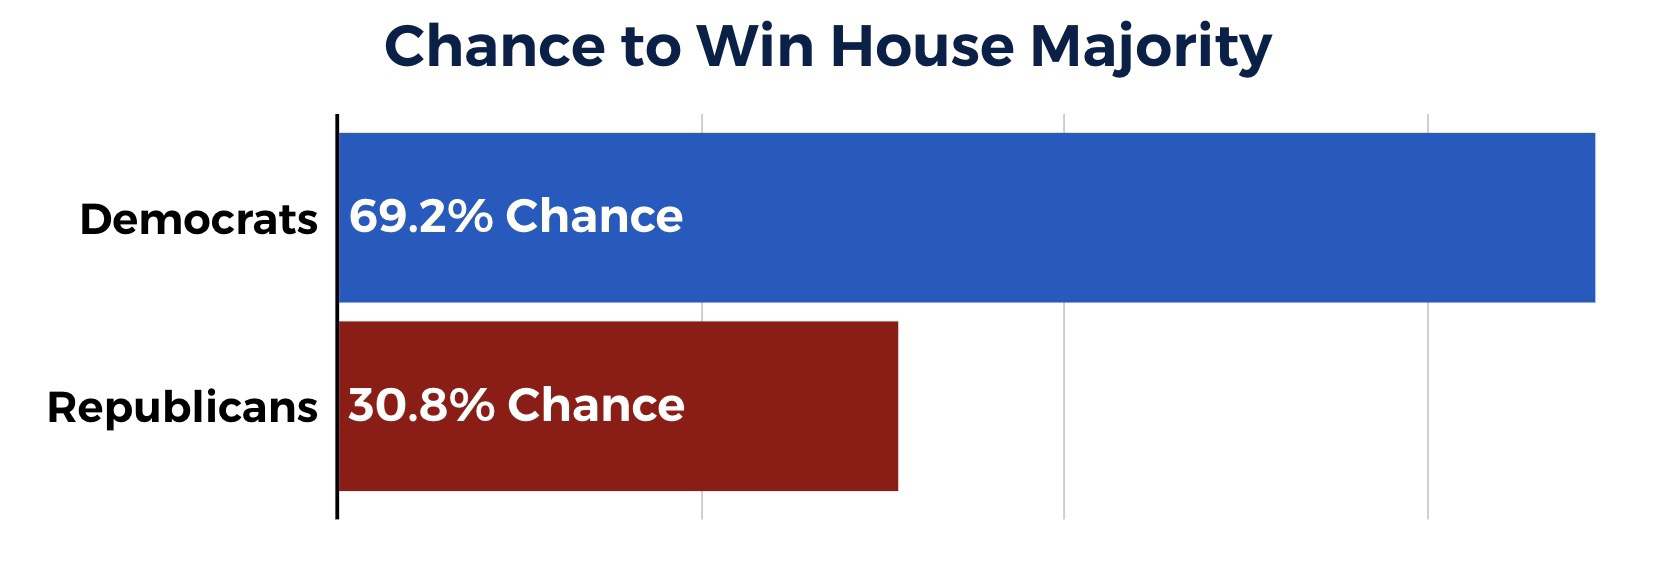 Chance to Win House Majority
Democrats 69.2% Chance
Republicans 30.8% Chance